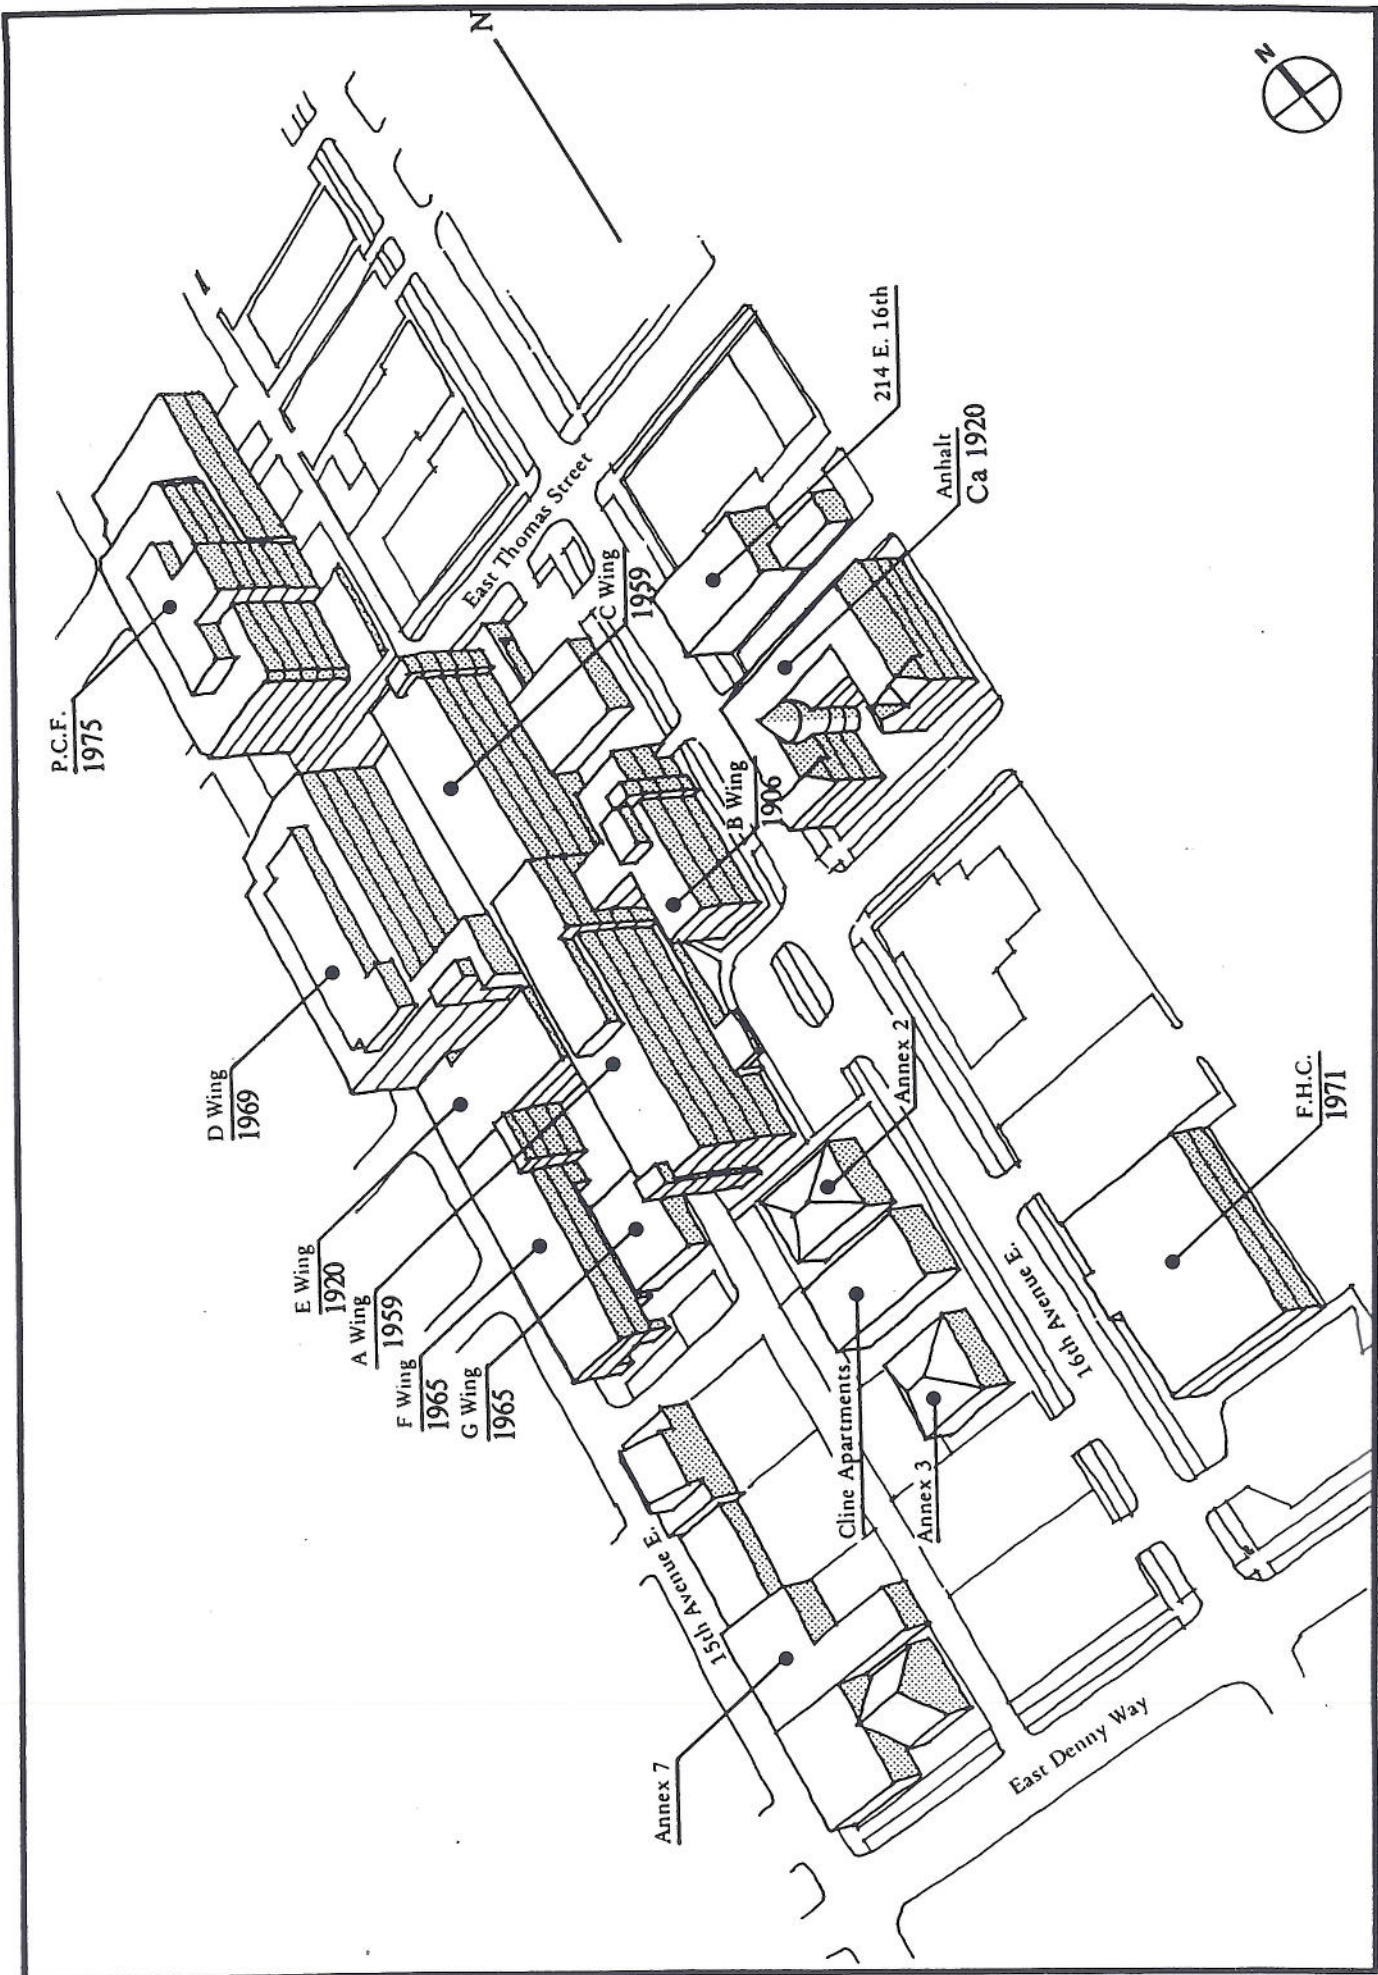 N
N
P.C.F.
1975
D Wing
1969
E Wing
1920
A Wing
1959
F Wing
1965
G Wing
1965
15th Avenue E.
Annex 7
East Thomas Street
C Wing
1959
B Wing
1906
214 E. 16th
Anhalt
Ca 1920
Annex 2
Cline Apartments
Annex 3
16th Avenue E.
F.H.C.
1971
East Denny Way